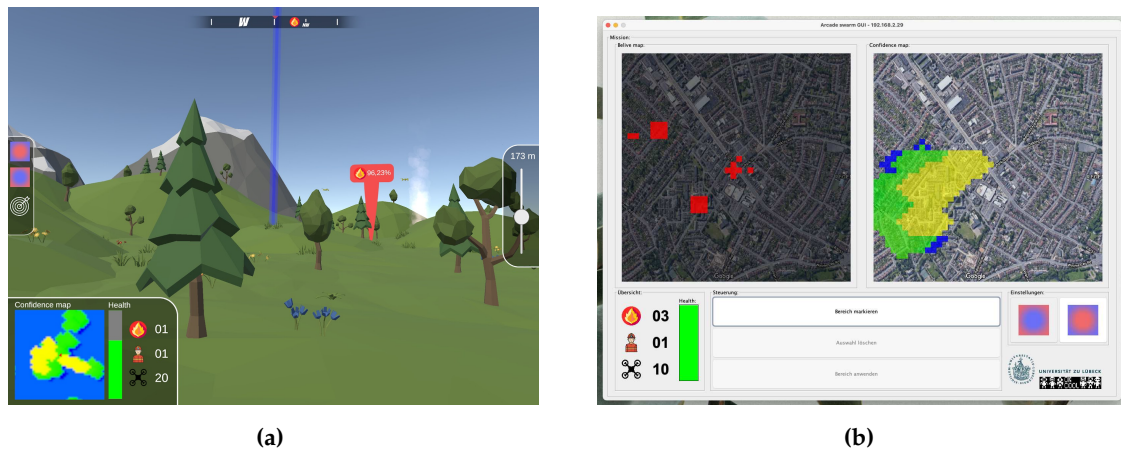 W
NW
96,23%
173 m
Confidence map
Health
01
01
20
(a)
Arcade swarm GUI - 192.168.2.29
Mission:
Belive map:
Confidence map:
Google
Google
Übersicht:
Health:
03
01
10
Steuerung:
Bereich markieren
Auswahl löschen
Bereich anwenden
Einstellungen:
UNIVERSITÄT ZU LÜBECK
(b)